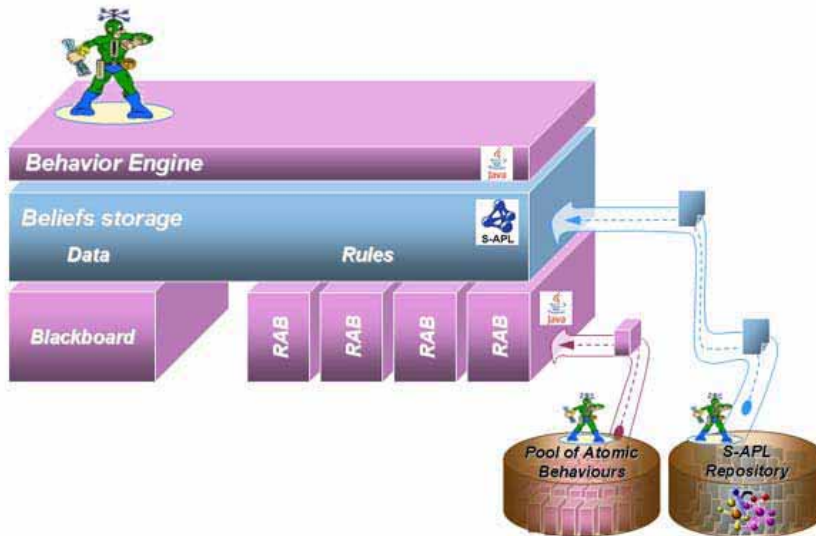 Behavior Engine
Java
Beliefs storage
S-APL
Data
Rules
Blackboard
RAB
RAB
RAB
RAB
Java
Pool of Atomic
Behaviours
S-APL
Repository